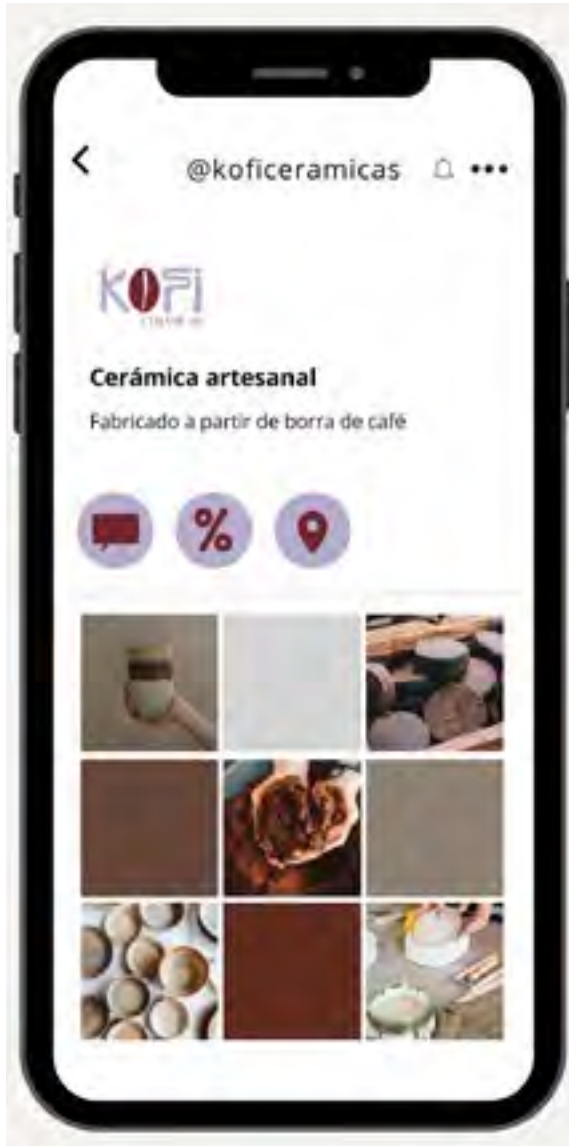 @koficeramicas
KOFi
Cerámica artesanal
Fabricado a partir de borra de café
%